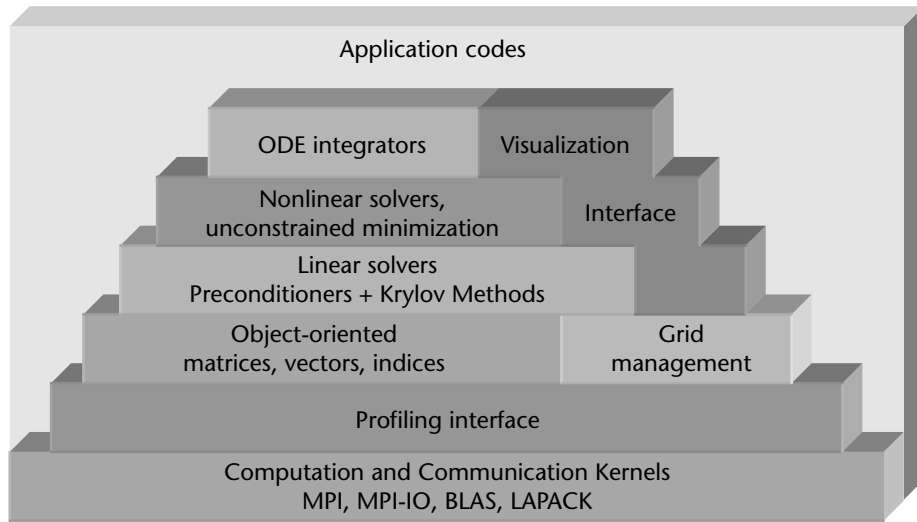 Application codes
ODE integrators
Visualization
Nonlinear solvers,
unconstrained minimization
Interface
Linear solvers
Preconditioners + Krylov Methods
Object-oriented
matrices, vectors, indices
Grid
management
Profiling interface
Computation and Communication Kernels
MPI, MPI-IO, BLAS, LAPACK